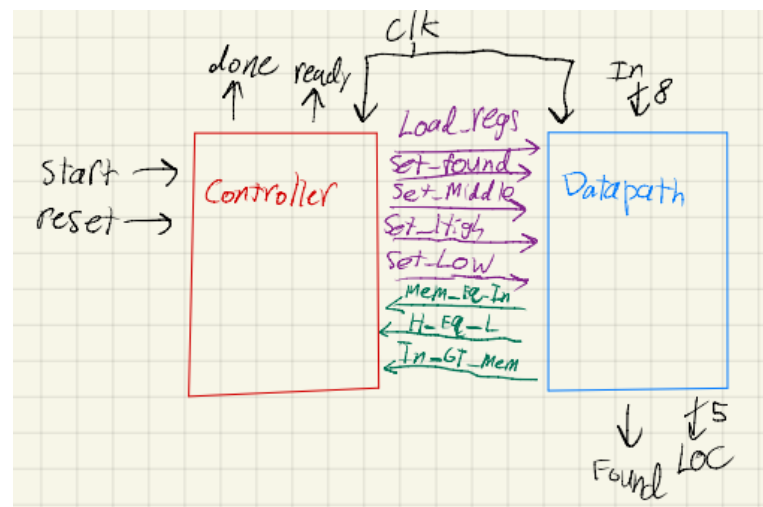 clk
done ready
In
8
Load_regs
Start
Set_found
Controller
Set_Middle
Datapath
reset
Set_High
Set_Low
Mem_Eq_In
H_Eq_L
In_GT_Mem
5
Found LOC